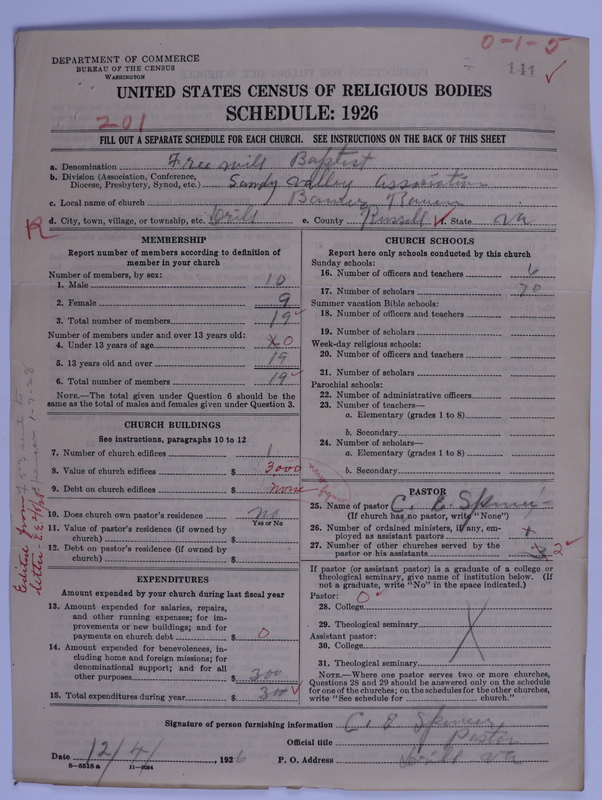 0-1-5
141
DEPARTMENT OF COMMERCE
BUREAU OF THE CENSUS
WASHINGTON
UNITED STATES CENSUS OF RELIGIOUS BODIES
SCHEDULE: 1926
201
FILL OUT A SEPARATE SCHEDULE FOR EACH CHURCH. SEE INSTRUCTIONS ON THE BACK OF THIS SHEET
a. Denomination Free will Baptist
b. Division (Association, Conference, Diocese, Presbytery, Synod, etc.) Sandy Valley Association
c. Local name of church
d. City, town, village, or township, etc. Drill e. County Russell f. State Va
R
MEMBERSHIP
Report number of members according to definition of
member in your church
Number of members, by sex:
1. Male 10
2. Female 9
3. Total number of members 19
Number of members under and over 13 years old:
4. Under 13 years of age x 0
5. 13 years old and over 19
6. Total number of members 19
NOTE.—The total given under Question 6 should be the
same as the total of males and females given under Question 3.
CHURCH BUILDINGS
See instructions, paragraphs 10 to 12
7. Number of church edifices 1
8. Value of church edifices $ 3000
9. Debt on church edifices $ none
10. Does church own pastor's residence no
Yes or No
11. Value of pastor's residence (if owned by
church) $
12. Debt on pastor's residence (if owned by
church) $
EXPENDITURES
Amount expended by your church during last fiscal year
13. Amount expended for salaries, repairs,
and other running expenses; for im-
provements or new buildings; and for
payments on church debt $ 0
14. Amount expended for benevolences, in-
cluding home and foreign missions; for
denominational support; and for all
other purposes $ 300
15. Total expenditures during year $ 300
CHURCH SCHOOLS
Report here only schools conducted by this church
Sunday schools:
16. Number of officers and teachers 6
17. Number of scholars
Summer vacation Bible schools:
18. Number of officers and teachers
19. Number of scholars
Week-day religious schools:
20. Number of officers and teachers
21. Number of scholars
Parochial schools:
22. Number of administrative officers
23. Number of teachers—
a. Elementary (grades 1 to 8)
b. Secondary
24. Number of scholars—
a. Elementary (grades 1 to 8)
b. Secondary
PASTOR
25. Name of pastor C. E. Spencer
(If church has no pastor, write "None")
26. Number of ordained ministers, if any, em-
ployed as assistant pastors x
27. Number of other churches served by the
pastor or his assistants 2
If pastor (or assistant pastor) is a graduate of a college or
theological seminary, give name of institution below. (If
not a graduate, write "No" in the space indicated.)
Pastor: 0
28. College
29. Theological seminary
Assistant pastor:
30. College
31. Theological seminary
NOTE.—Where one pastor serves two or more churches,
Questions 28 and 29 should be answered only on the schedule
for one of the churches; on the schedules for the other churches,
write "See schedule for church."
Signature of person furnishing information C. E Spencer
Official title Pastor
Date 12/4/, 1926 P. O. Address Drill Va
8-5518a 11-9064